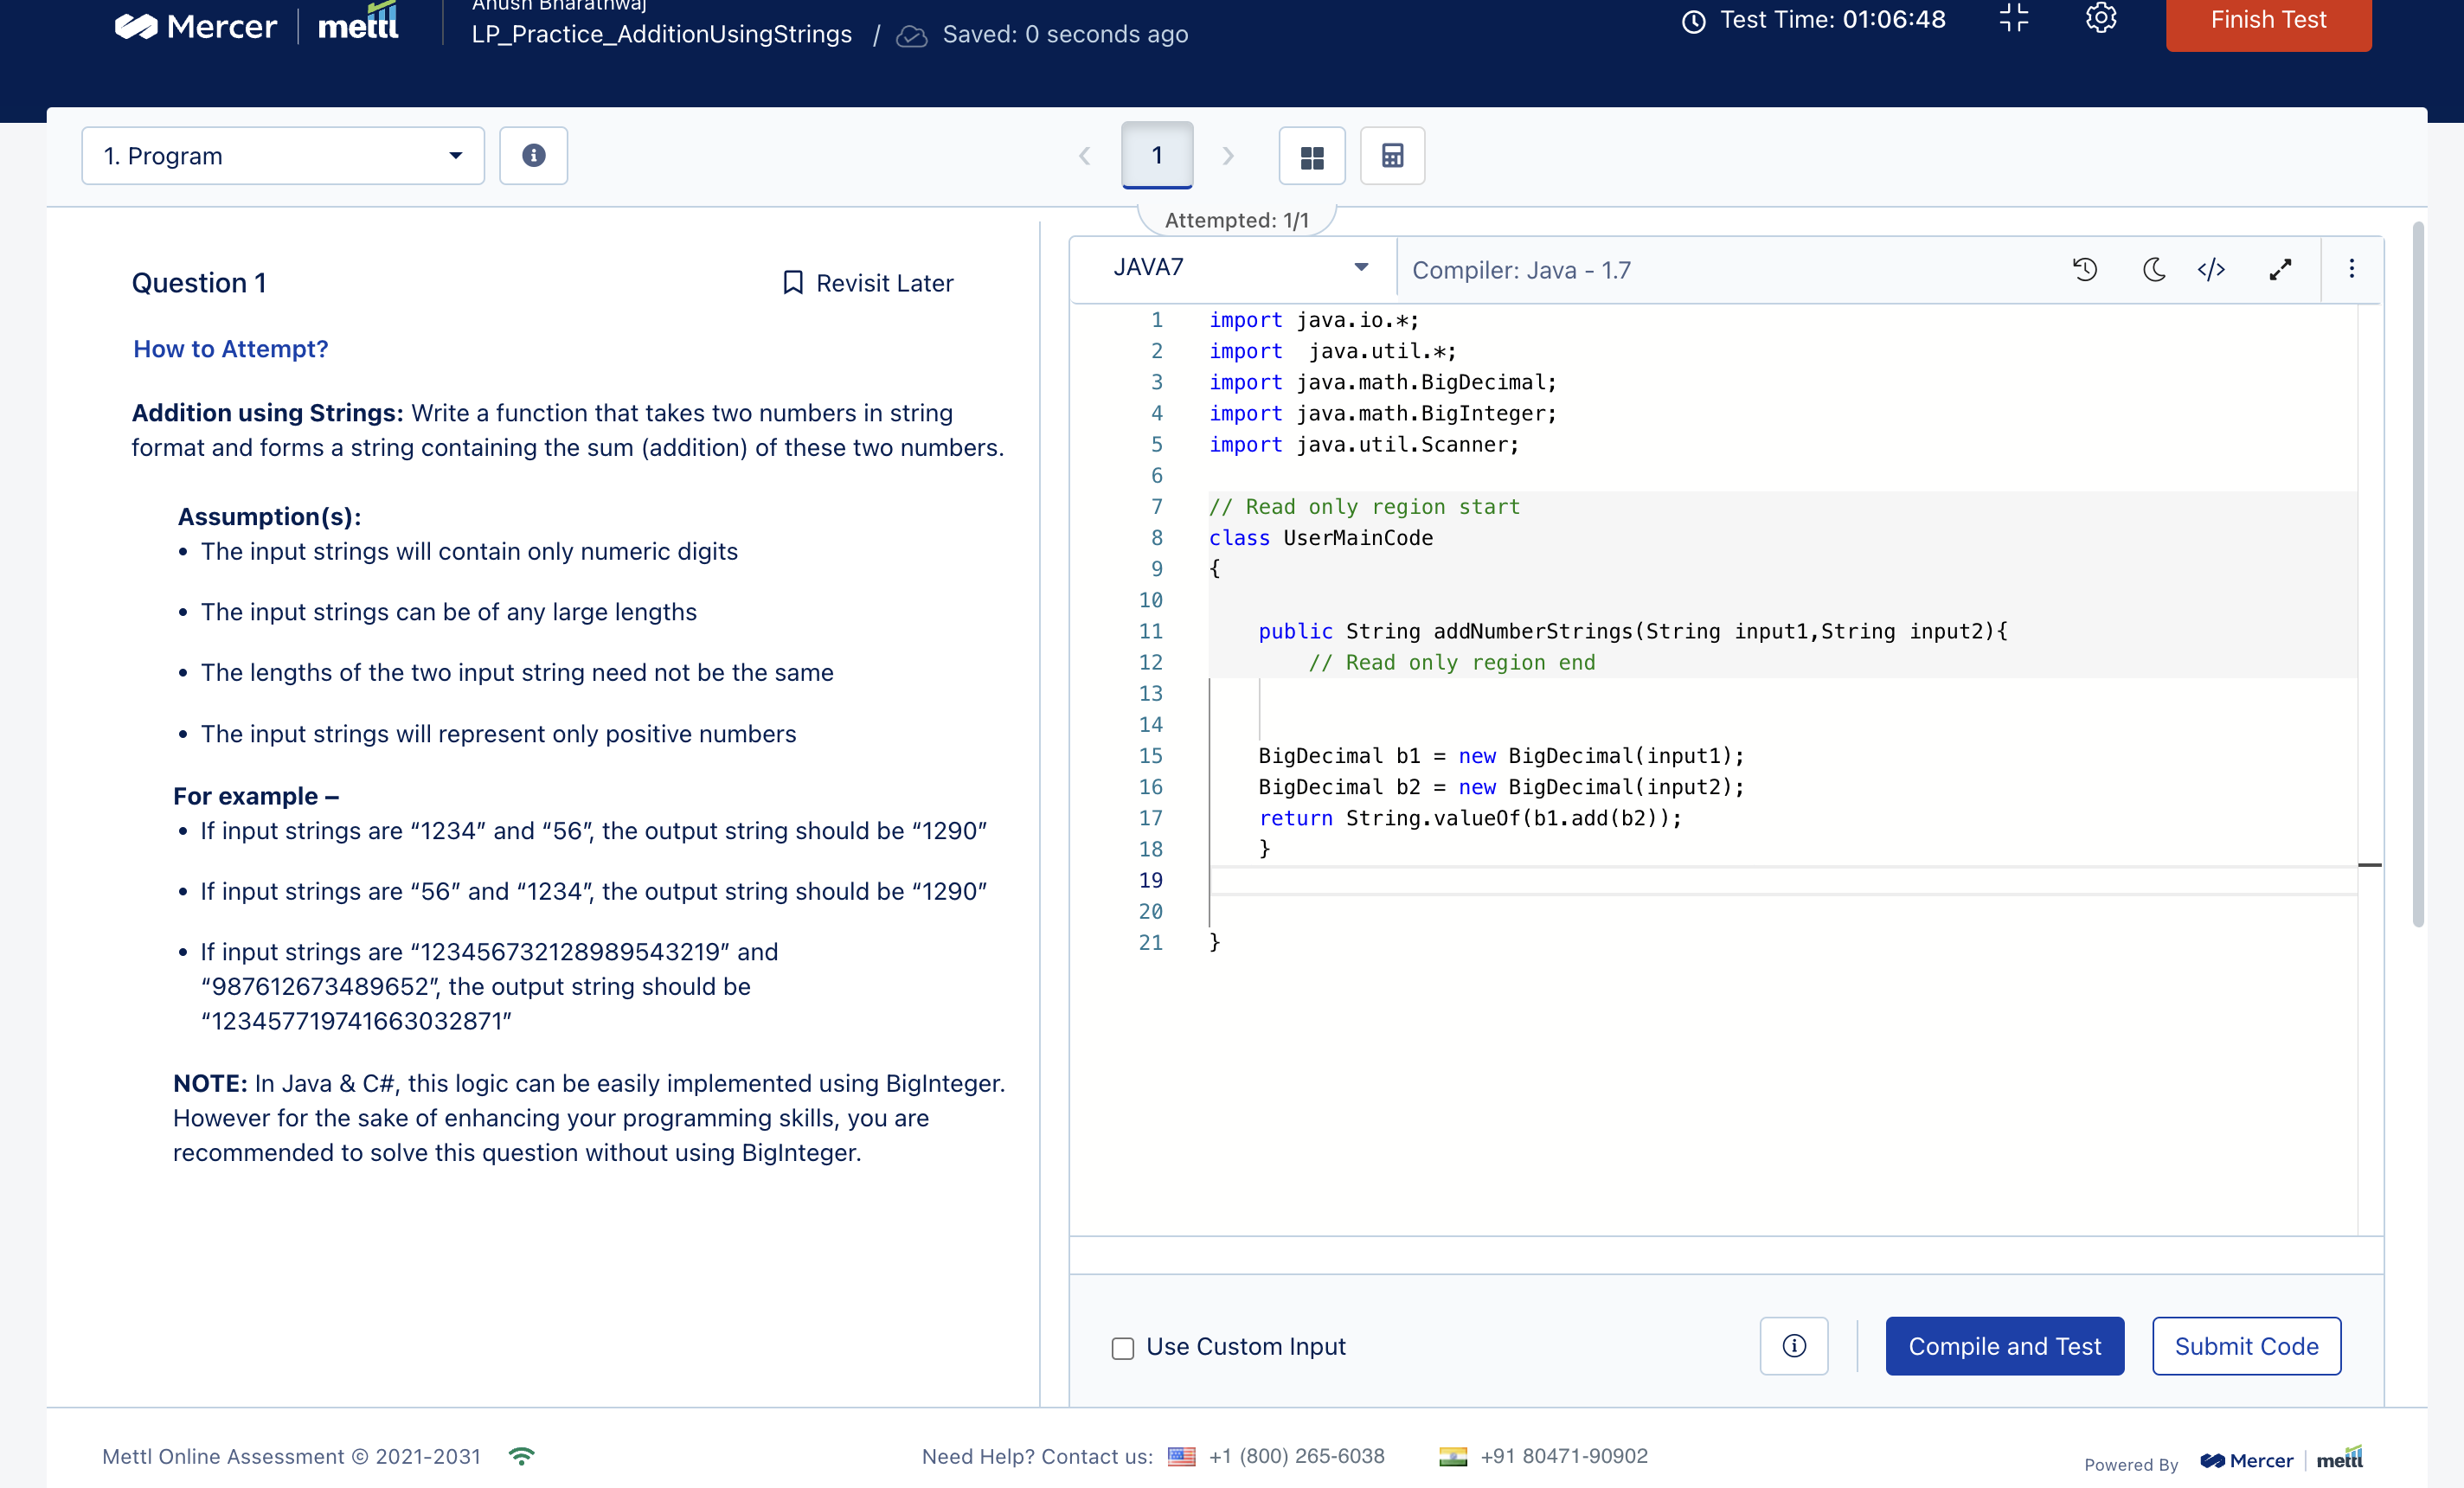 Mercer mettl
Anush Bharathwaj
LP_Practice_AdditionUsingStrings / Saved: 0 seconds ago
Test Time: 01:06:48
Finish Test
1. Program
1
Attempted: 1/1
Question 1
Revisit Later
How to Attempt?
Addition using Strings: Write a function that takes two numbers in string
format and forms a string containing the sum (addition) of these two numbers.
Assumption(s):
• The input strings will contain only numeric digits
• The input strings can be of any large lengths
• The lengths of the two input string need not be the same
• The input strings will represent only positive numbers
For example –
• If input strings are “1234” and “56”, the output string should be “1290”
• If input strings are “56” and “1234”, the output string should be “1290”
• If input strings are “123456732128989543219” and
“987612673489652”, the output string should be
“123457719741663032871”
NOTE: In Java & C#, this logic can be easily implemented using BigInteger.
However for the sake of enhancing your programming skills, you are
recommended to solve this question without using BigInteger.
JAVA7
Compiler: Java - 1.7
1 import java.io.*;
2 import  java.util.*;
3 import java.math.BigDecimal;
4 import java.math.BigInteger;
5 import java.util.Scanner;
6
7 // Read only region start
8 class UserMainCode
9 {
10
11     public String addNumberStrings(String input1,String input2){
12         // Read only region end
13
14
15     BigDecimal b1 = new BigDecimal(input1);
16     BigDecimal b2 = new BigDecimal(input2);
17     return String.valueOf(b1.add(b2));
18     }
19
20
21 }
Use Custom Input
Compile and Test
Submit Code
Mettl Online Assessment © 2021-2031
Need Help? Contact us: +1 (800) 265-6038 +91 80471-90902
Powered By Mercer mettl